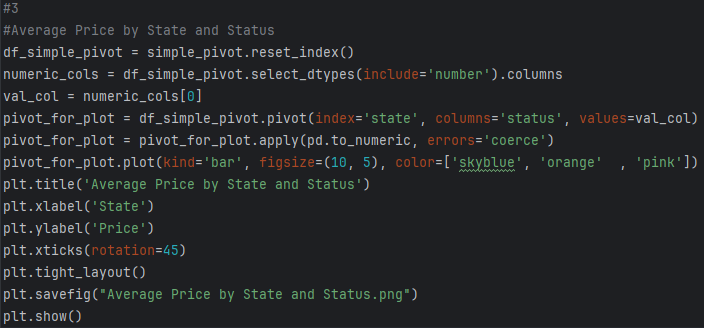 #3
#Average Price by State and Status
df_simple_pivot = simple_pivot.reset_index()
numeric_cols = df_simple_pivot.select_dtypes(include='number').columns
val_col = numeric_cols[0]
pivot_for_plot = df_simple_pivot.pivot(index='state', columns='status', values=val_col)
pivot_for_plot = pivot_for_plot.apply(pd.to_numeric, errors='coerce')
pivot_for_plot.plot(kind='bar', figsize=(10, 5), color=['skyblue', 'orange'  , 'pink'])
plt.title('Average Price by State and Status')
plt.xlabel('State')
plt.ylabel('Price')
plt.xticks(rotation=45)
plt.tight_layout()
plt.savefig("Average Price by State and Status.png")
plt.show()